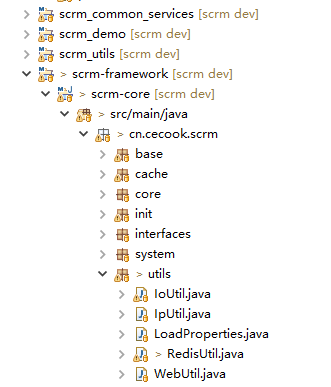 scrm_common_services [scrm dev]
scrm_demo [scrm dev]
scrm_utils [scrm dev]
> scrm-framework [scrm dev]
> scrm-core [scrm dev]
> src/main/java
> cn.cecook.scrm
base
cache
core
init
interfaces
system
> utils
IoUtil.java
IpUtil.java
LoadProperties.java
> RedisUtil.java
WebUtil.java